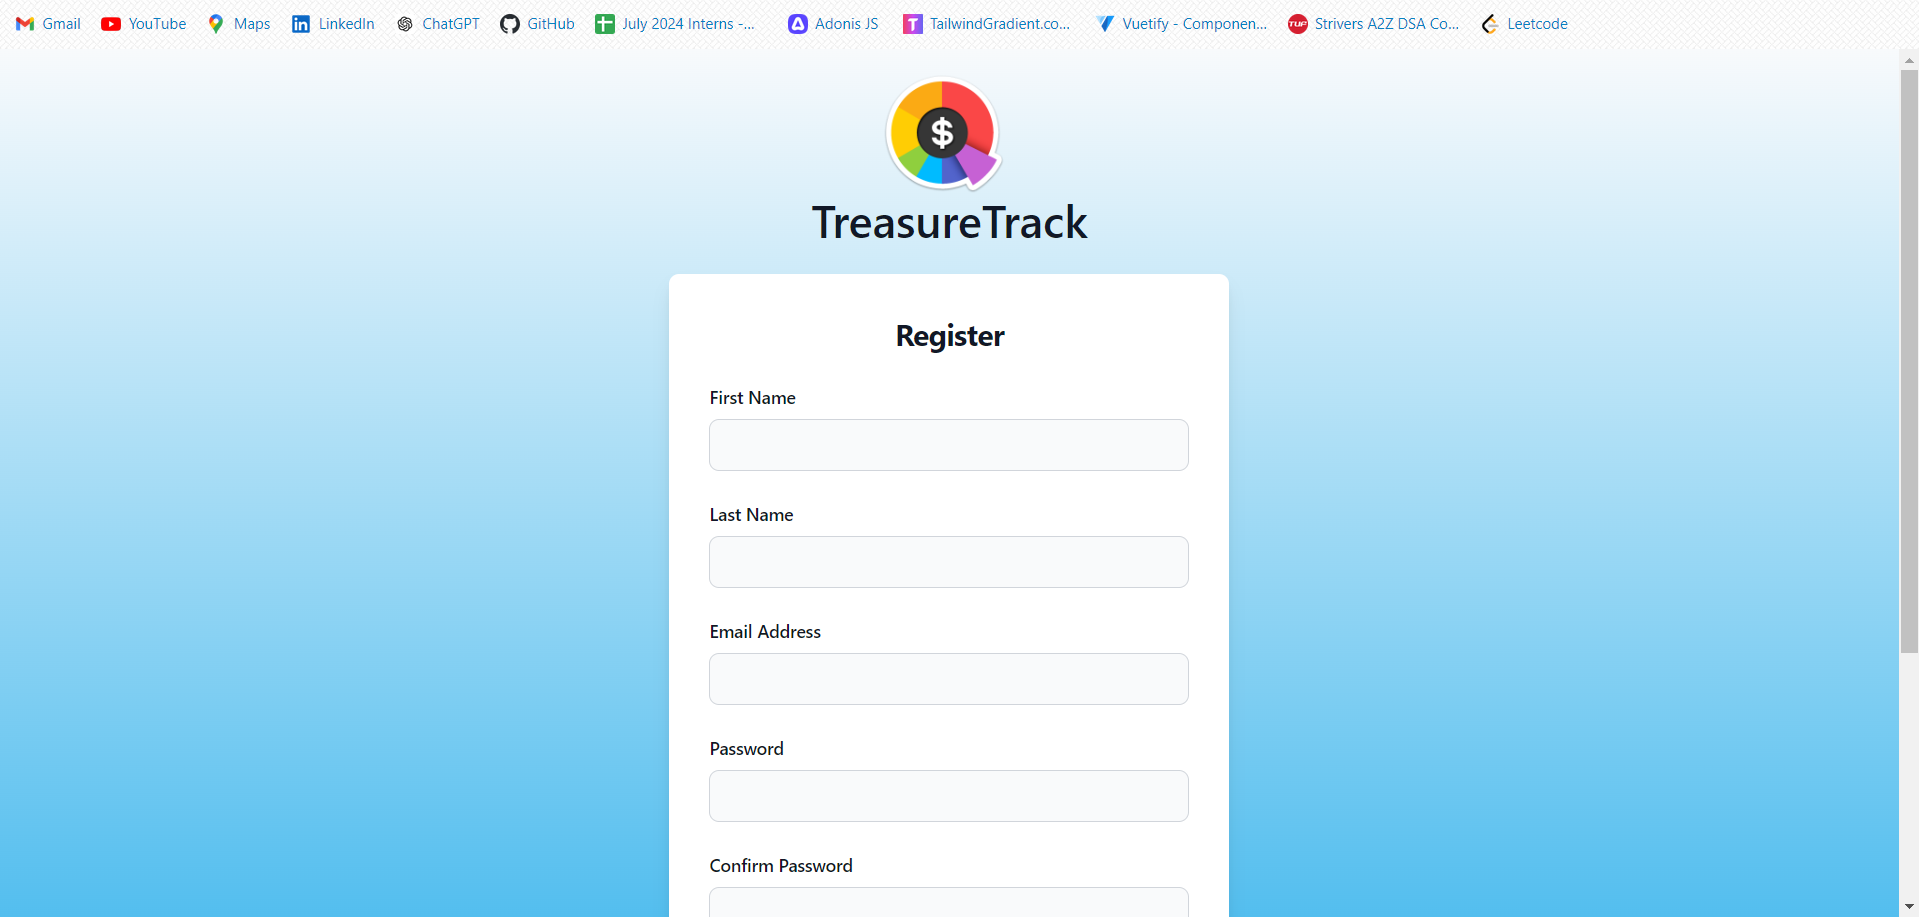 Gmail YouTube Maps LinkedIn ChatGPT GitHub July 2024 Interns -... Adonis JS TailwindGradient.co... Vuetify - Componen... Strivers A2Z DSA Co... Leetcode
$
TreasureTrack
Register
First Name
Last Name
Email Address
Password
Confirm Password